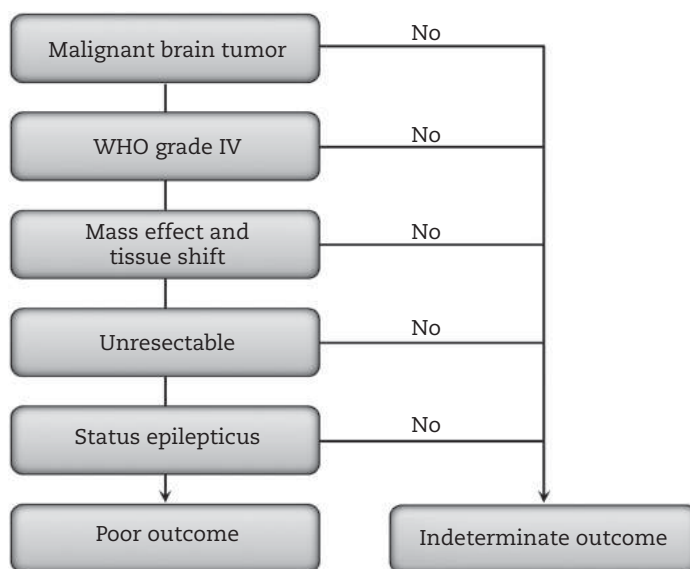 Malignant brain tumor
No
WHO grade IV
No
Mass effect and
tissue shift
No
Unresectable
No
Status epilepticus
No
Poor outcome
Indeterminate outcome